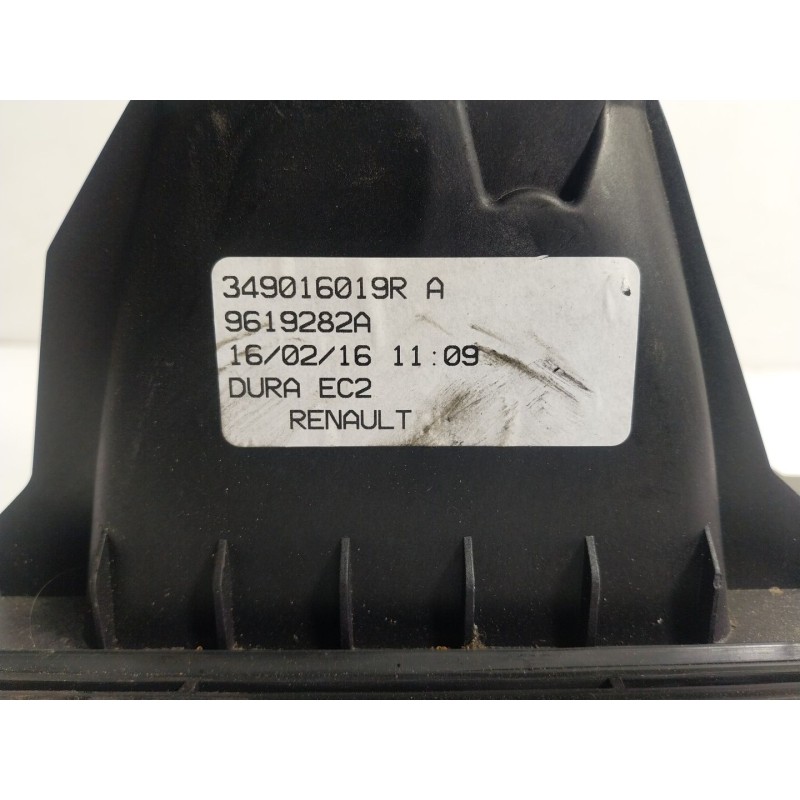 349016019R A
9619282A
16/02/16 11:09
DURA EC2
RENAULT